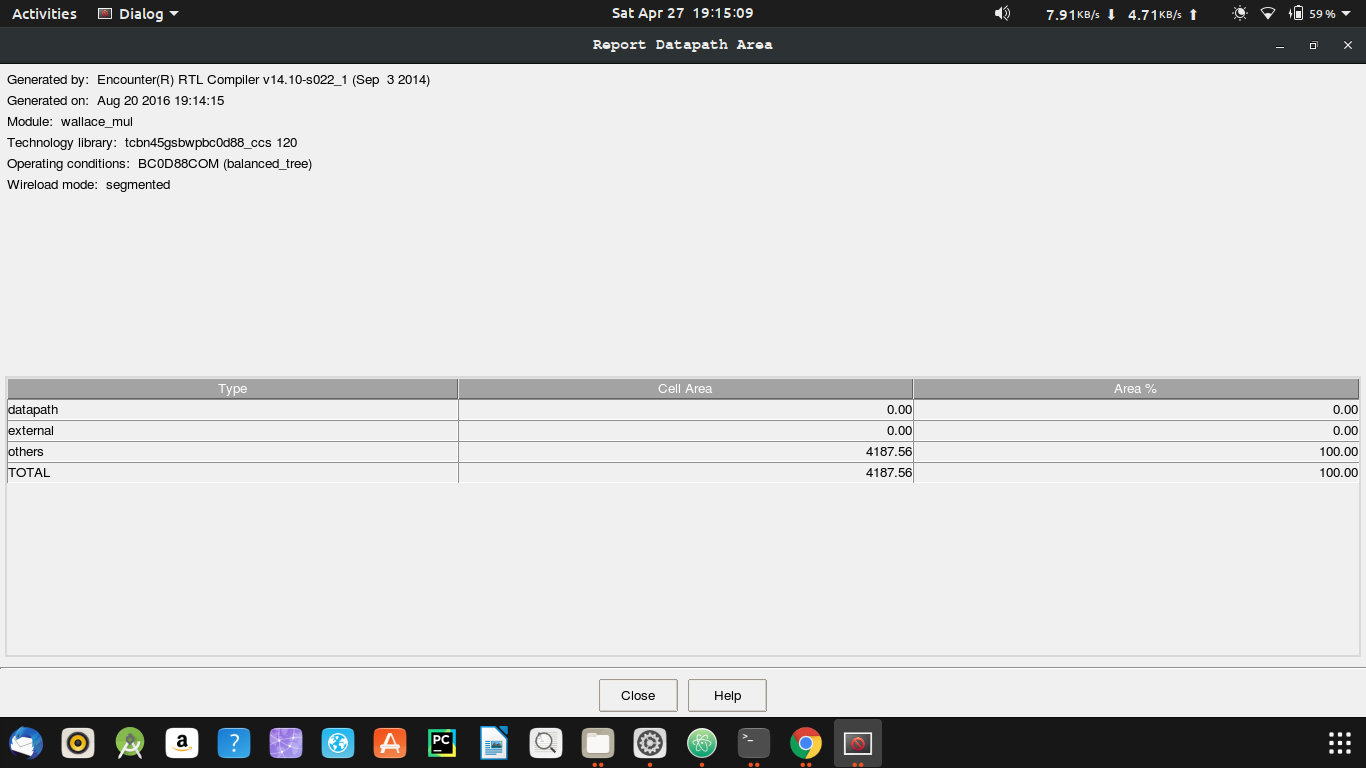 Activities Dialog Sat Apr 27 19:15:09 7.91KB/s 4.71KB/s 59%
Report Datapath Area
Generated by: Encounter(R) RTL Compiler v14.10-s022_1 (Sep 3 2014)
Generated on: Aug 20 2016 19:14:15
Module: wallace_mul
Technology library: tcbn45gsbwpbc0d88_ccs 120
Operating conditions: BC0D88COM (balanced_tree)
Wireload mode: segmented
Type Cell Area Area %
datapath 0.00 0.00
external 0.00 0.00
others 4187.56 100.00
TOTAL 4187.56 100.00
Close Help
a ? A PC >_